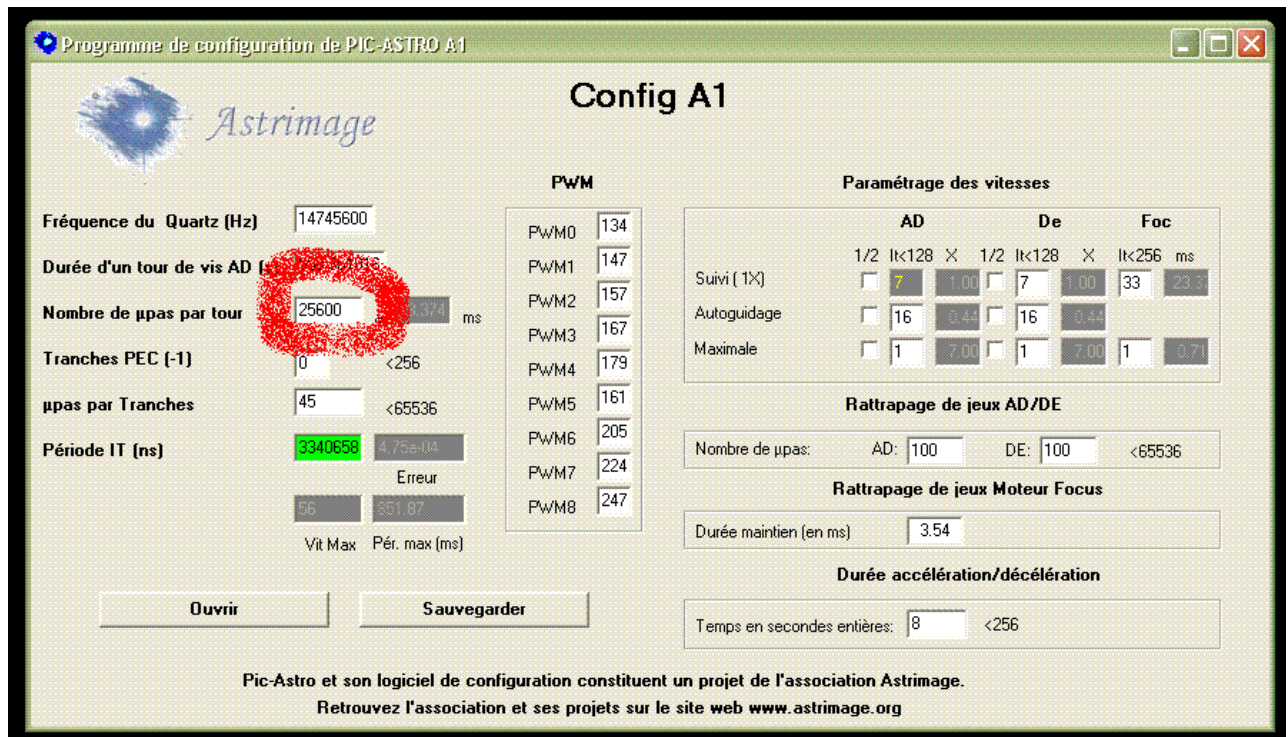 Programme de configuration de PIC-ASTRO A1
Config A1
Astrimage
Fréquence du Quartz (Hz) 14745600
Durée d'un tour de vis AD
Nombre de µpas par tour 25600 ms
Tranches PEC (-1) 0 <256
µpas par Tranches 45 <65536
Période IT (ns) 3340658 4.75e-04
Erreur
56 851.87
Vit Max Pér. max (ms)
Ouvrir Sauvegarder
PWM
PWM0 134
PWM1 147
PWM2 157
PWM3 167
PWM4 179
PWM5 161
PWM6 205
PWM7 224
PWM8 247
Paramétrage des vitesses
AD De Foc
1/2 It<128 X 1/2 It<128 X It<256 ms
Suivi ( 1X) 7 1.00 7 1.00 33
Autoguidage 16 0.44 16 0.44
Maximale 1 7.00 1 7.00 1 0.71
Rattrapage de jeux AD/DE
Nombre de µpas: AD: 100 DE: 100 <65536
Rattrapage de jeux Moteur Focus
Durée maintien (en ms) 3.54
Durée accélération/décélération
Temps en secondes entières: 8 <256
Pic-Astro et son logiciel de configuration constituent un projet de l'association Astrimage.
Retrouvez l'association et ses projets sur le site web www.astrimage.org